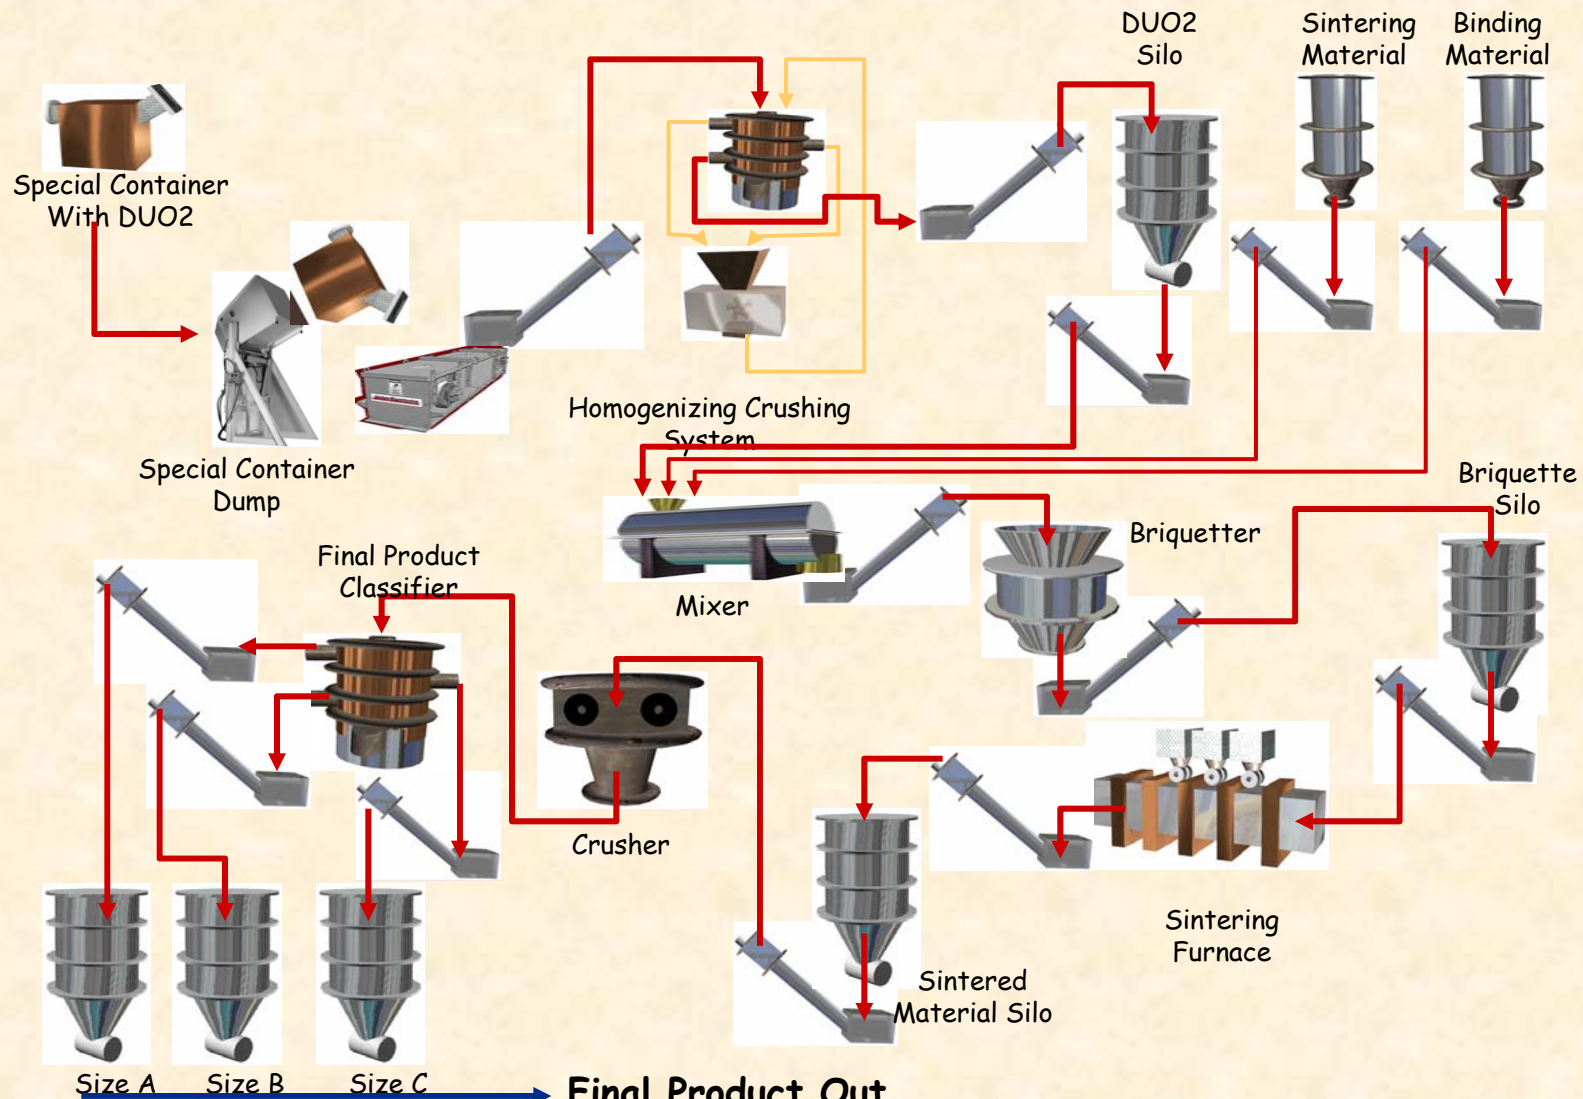 DUO2
Silo
Sintering
Material
Binding
Material
Special Container
With DUO2
Homogenizing Crushing
System
Special Container
Dump
Briquette
Silo
Briquetter
Final Product
Classifier
Mixer
Crusher
Sintering
Furnace
Sintered
Material Silo
Size A
Size B
Size C
Final Product Out